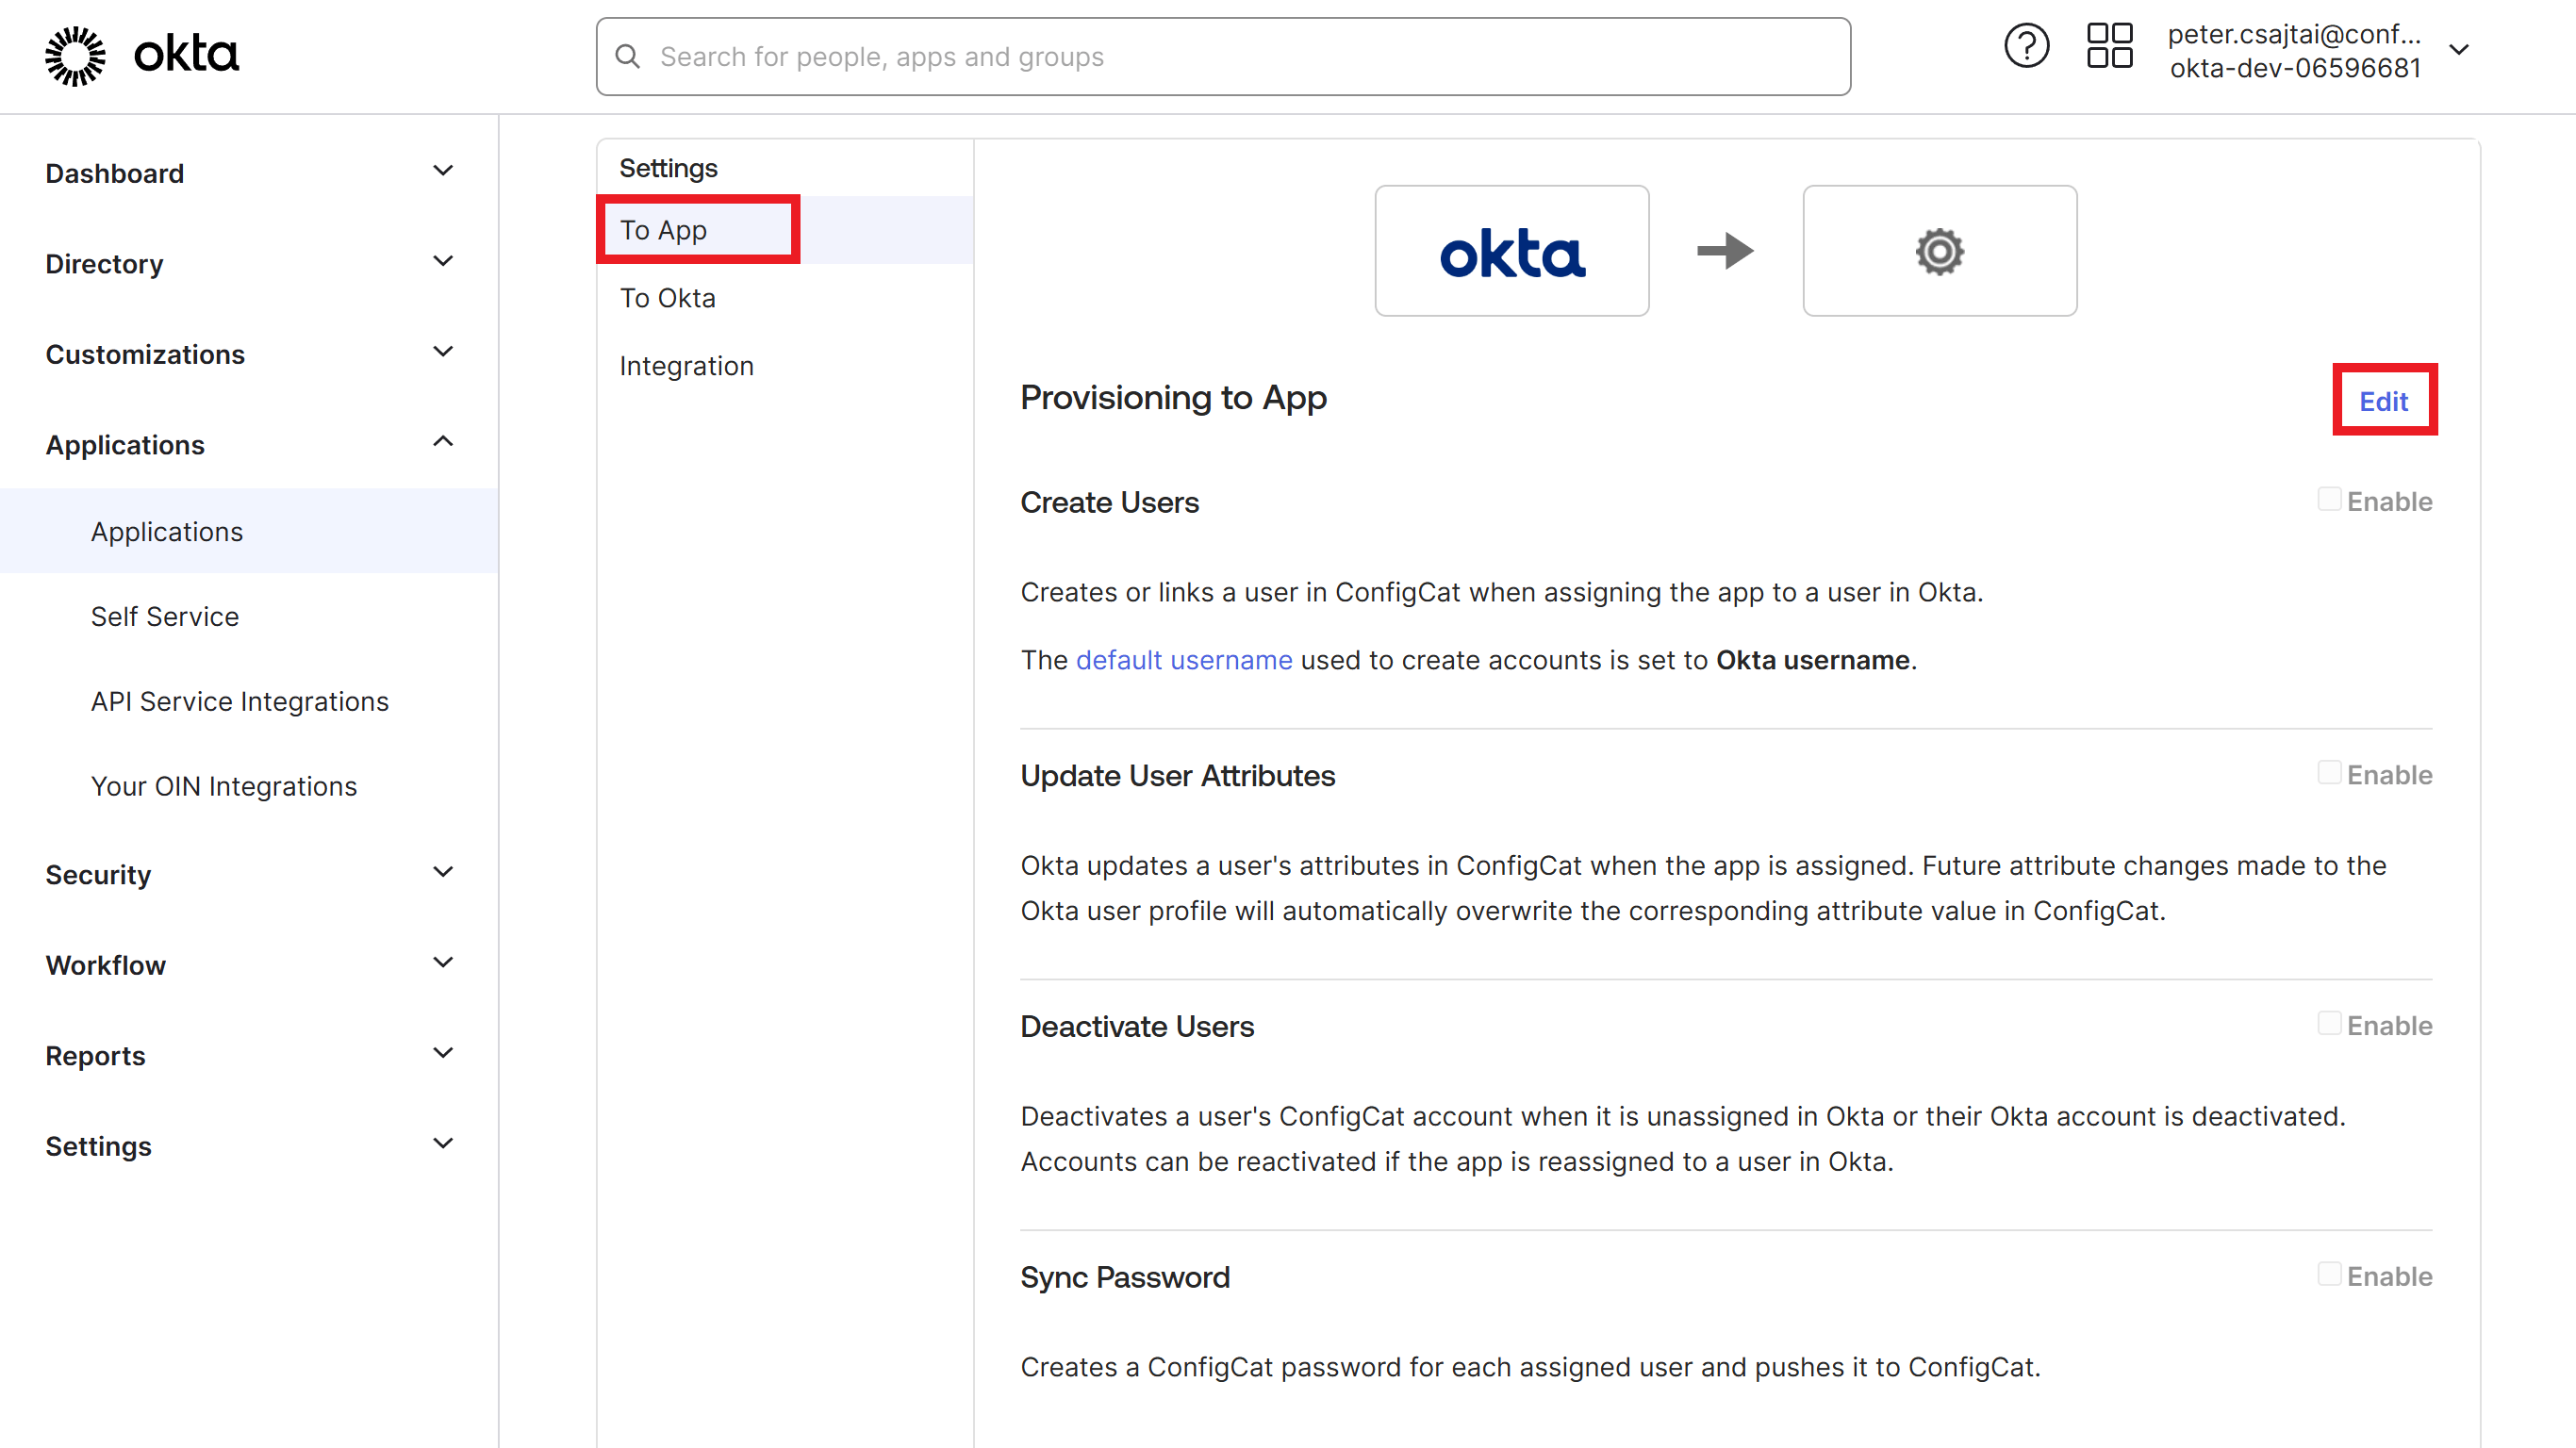 okta
Search for people, apps and groups
peter.csajtai@conf...
okta-dev-06596681
Dashboard
Directory
Customizations
Applications
Applications
Self Service
API Service Integrations
Your OIN Integrations
Security
Workflow
Reports
Settings
Settings
To App
To Okta
Integration
okta
Provisioning to App
Edit
Create Users
Enable
Creates or links a user in ConfigCat when assigning the app to a user in Okta.
The default username used to create accounts is set to Okta username.
Update User Attributes
Enable
Okta updates a user's attributes in ConfigCat when the app is assigned. Future attribute changes made to the
Okta user profile will automatically overwrite the corresponding attribute value in ConfigCat.
Deactivate Users
Enable
Deactivates a user's ConfigCat account when it is unassigned in Okta or their Okta account is deactivated.
Accounts can be reactivated if the app is reassigned to a user in Okta.
Sync Password
Enable
Creates a ConfigCat password for each assigned user and pushes it to ConfigCat.